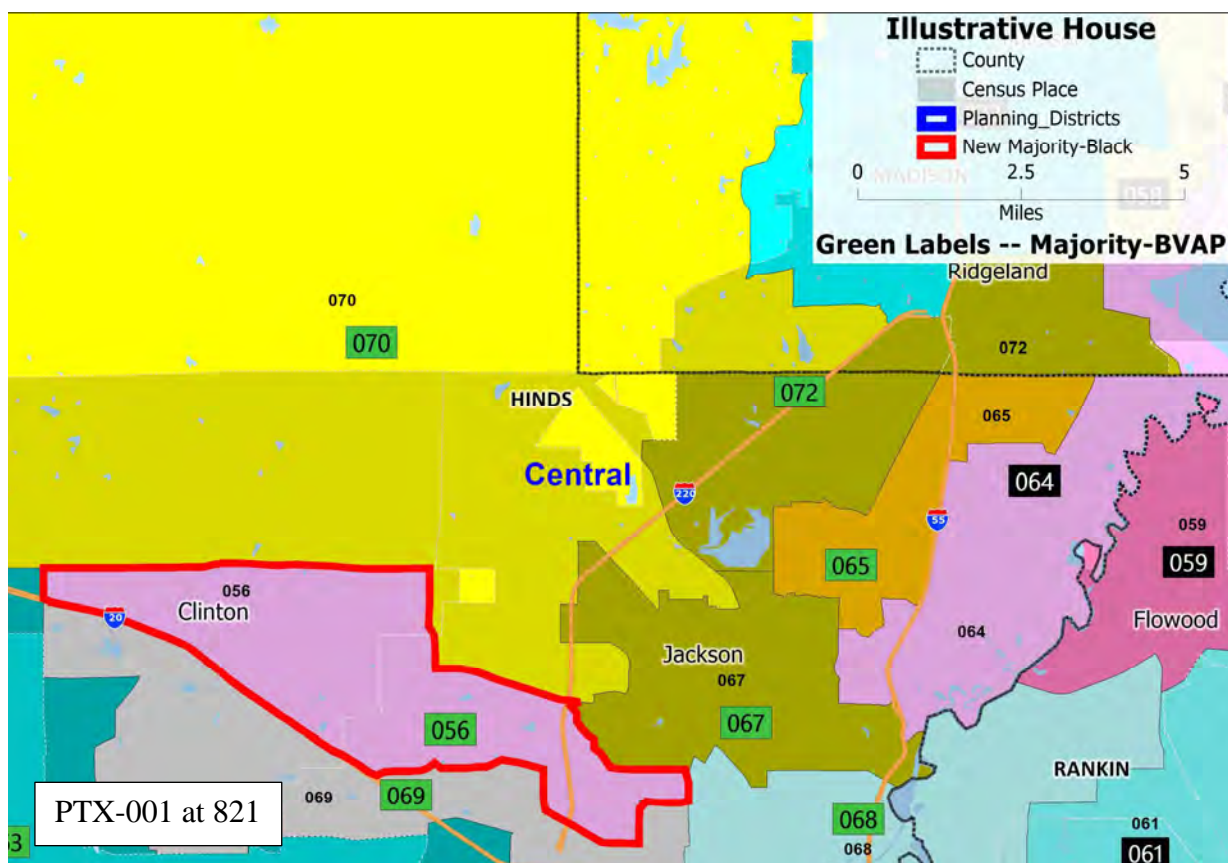 Illustrative House
County
Census Place
Planning_Districts
New Majority-Black
0 2.5 5
MADISON
Miles
058
Green Labels -- Majority-BVAP
Ridgeland
070
070
072
072
HINDS
065
Central
064
220
55
059
065
059
056
Clinton
20
Flowood
064
Jackson
067
056
067
RANKIN
069
069
068
061
068
061
PTX-001 at 821